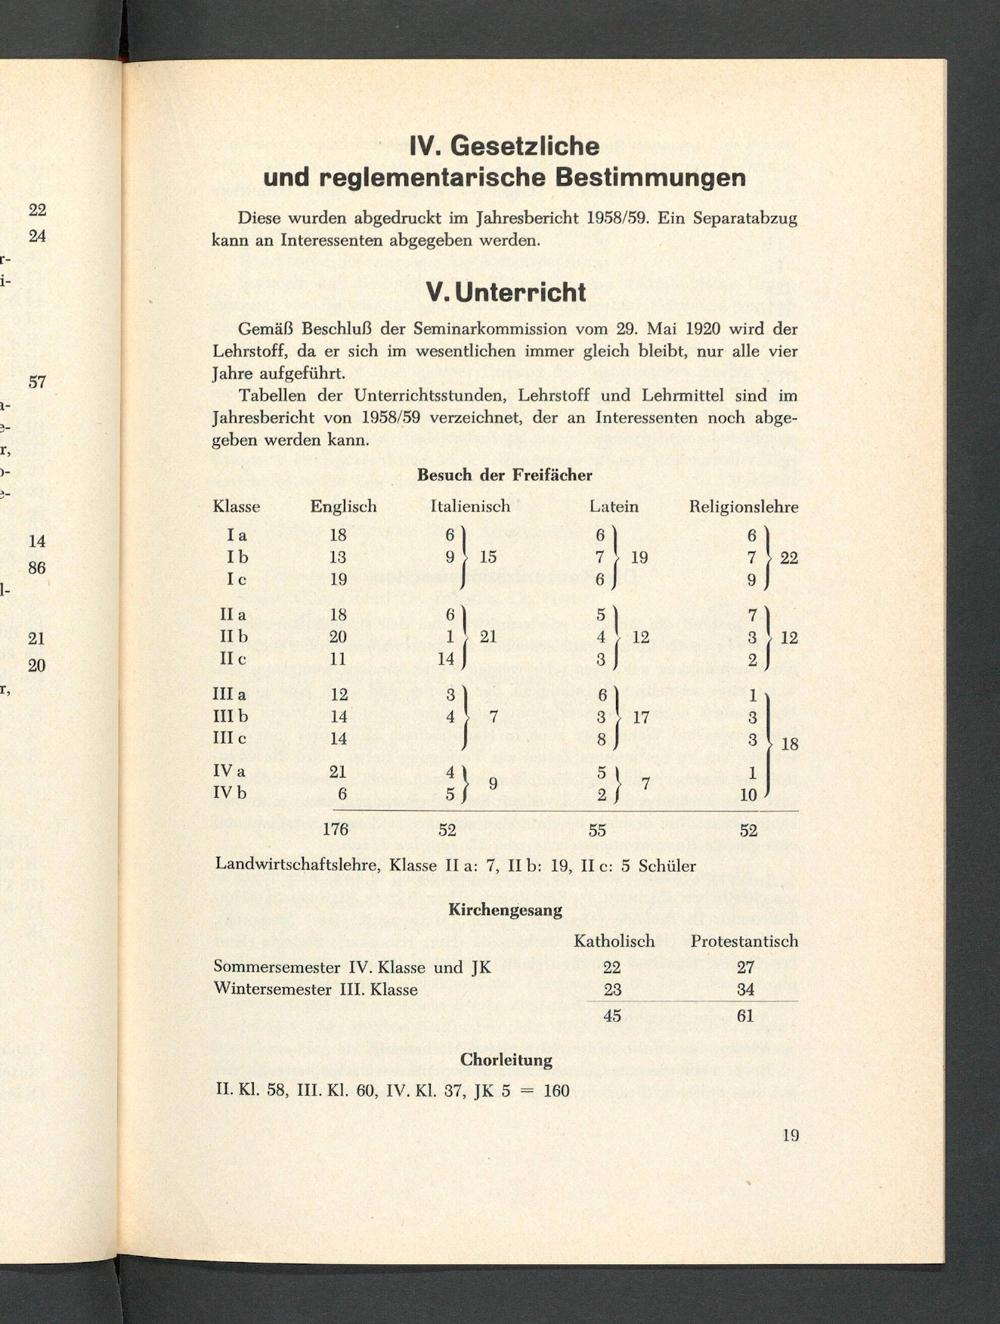 22
24
r-
i-
57
a-
e-
r,
o-
e-
14
86
l-
21
20
r,
IV. Gesetzliche
und reglementarische Bestimmungen
Diese wurden abgedruckt im Jahresbericht 1958/59. Ein Separatabzug
kann an Interessenten abgegeben werden.
V. Unterricht
Gemäß Beschluß der Seminarkommission vom 29. Mai 1920 wird der
Lehrstoff, da er sich im wesentlichen immer gleich bleibt, nur alle vier
Jahre aufgeführt.
Tabellen der Unterrichtsstunden, Lehrstoff und Lehrmittel sind im
Jahresbericht von 1958/59 verzeichnet, der an Interessenten noch abge-
geben werden kann.
Besuch der Freifächer
Klasse Englisch Italienisch Latein Religionslehre
I a 18 6 6 6
I b 13 9 } 15 7 } 19 7 } 22
I c 19 6 9
II a 18 6 5 7
II b 20 1 } 21 4 } 12 3 } 12
II c 11 14 3 2
III a 12 3 6 1
III b 14 4 } 7 3 } 17 3
III c 14 8 3 } 18
IV a 21 4 } 9 5 } 7 1
IV b 6 5 2 10
176 52 55 52
Landwirtschaftslehre, Klasse II a: 7, II b: 19, II c: 5 Schüler
Kirchengesang
Katholisch Protestantisch
Sommersemester IV. Klasse und JK 22 27
Wintersemester III. Klasse 23 34
45 61
Chorleitung
II. Kl. 58, III. Kl. 60, IV. Kl. 37, JK 5 = 160
19